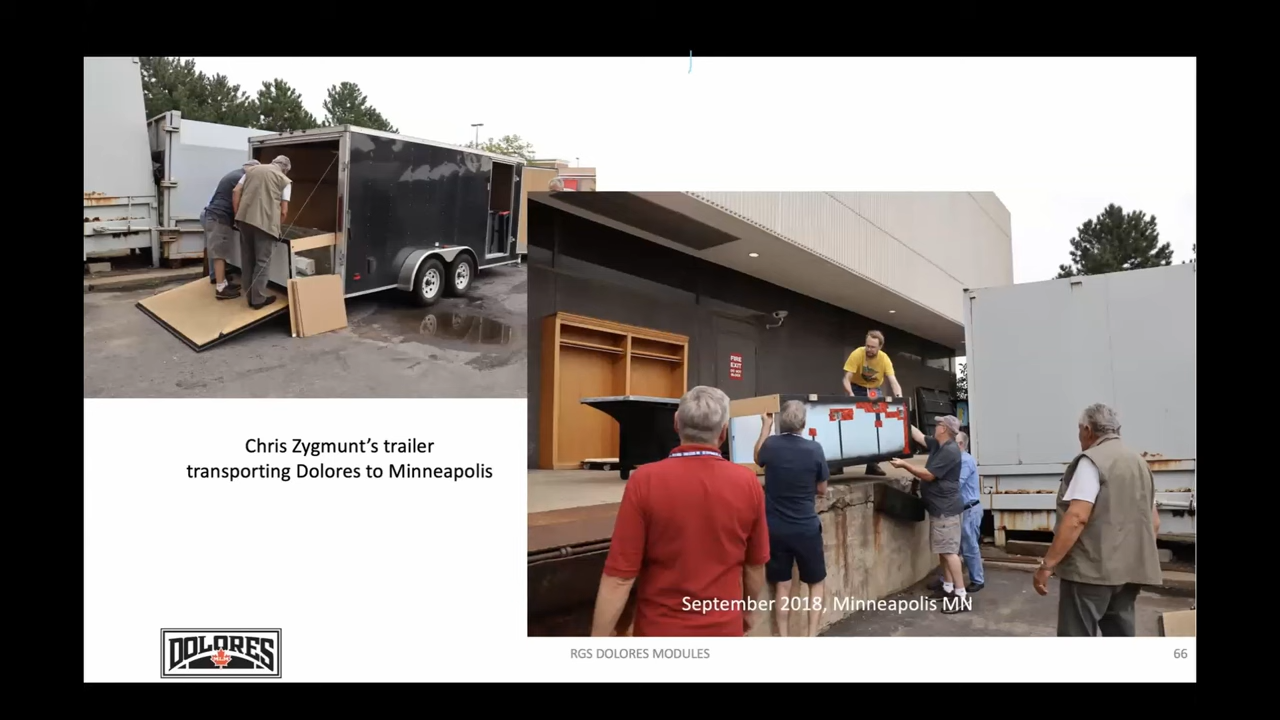 FIRE
EXIT
Chris Zygmunt’s trailer
transporting Dolores to Minneapolis
September 2018, Minneapolis MN
DOLORES
RGS DOLORES MODULES
66